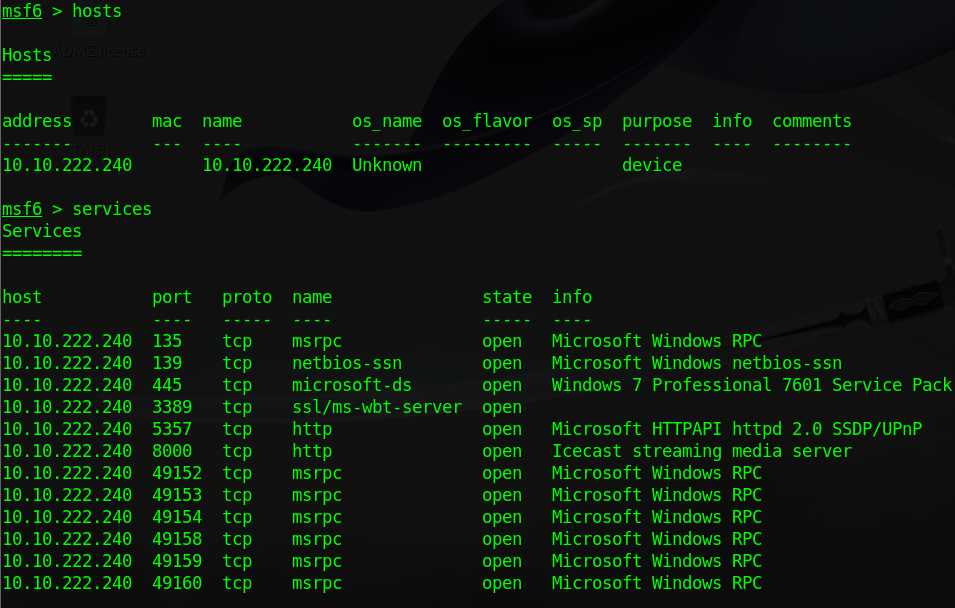 msf6 > hosts
Hosts
=====
address mac name os_name os_flavor os_sp purpose info comments
------- --- ---- ------- --------- ----- ------- ---- --------
10.10.222.240 10.10.222.240 Unknown device
msf6 > services
Services
========
host port proto name state info
---- ---- ----- ---- ----- ----
10.10.222.240 135 tcp msrpc open Microsoft Windows RPC
10.10.222.240 139 tcp netbios-ssn open Microsoft Windows netbios-ssn
10.10.222.240 445 tcp microsoft-ds open Windows 7 Professional 7601 Service Pack
10.10.222.240 3389 tcp ssl/ms-wbt-server open
10.10.222.240 5357 tcp http open Microsoft HTTPAPI httpd 2.0 SSDP/UPnP
10.10.222.240 8000 tcp http open Icecast streaming media server
10.10.222.240 49152 tcp msrpc open Microsoft Windows RPC
10.10.222.240 49153 tcp msrpc open Microsoft Windows RPC
10.10.222.240 49154 tcp msrpc open Microsoft Windows RPC
10.10.222.240 49158 tcp msrpc open Microsoft Windows RPC
10.10.222.240 49159 tcp msrpc open Microsoft Windows RPC
10.10.222.240 49160 tcp msrpc open Microsoft Windows RPC